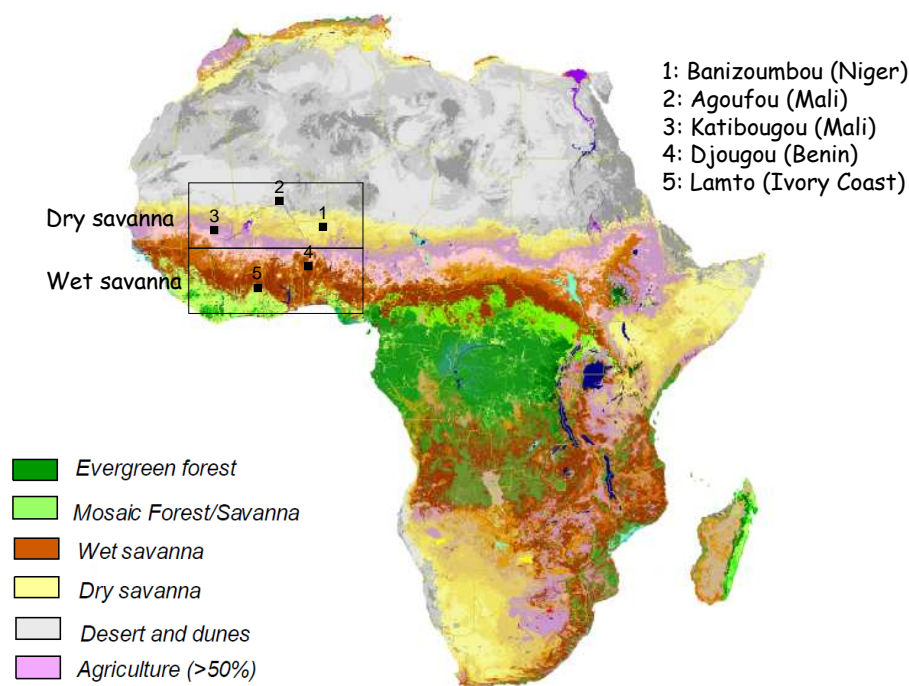 1: Banizoumbou (Niger)
2: Agoufou (Mali)
3: Katibougou (Mali)
4: Djougou (Benin)
5: Lamto (Ivory Coast)
2
Dry savanna
3
1
4
Wet savanna
5
Evergreen forest
Mosaic Forest/Savanna
Wet savanna
Dry savanna
Desert and dunes
Agriculture (>50%)